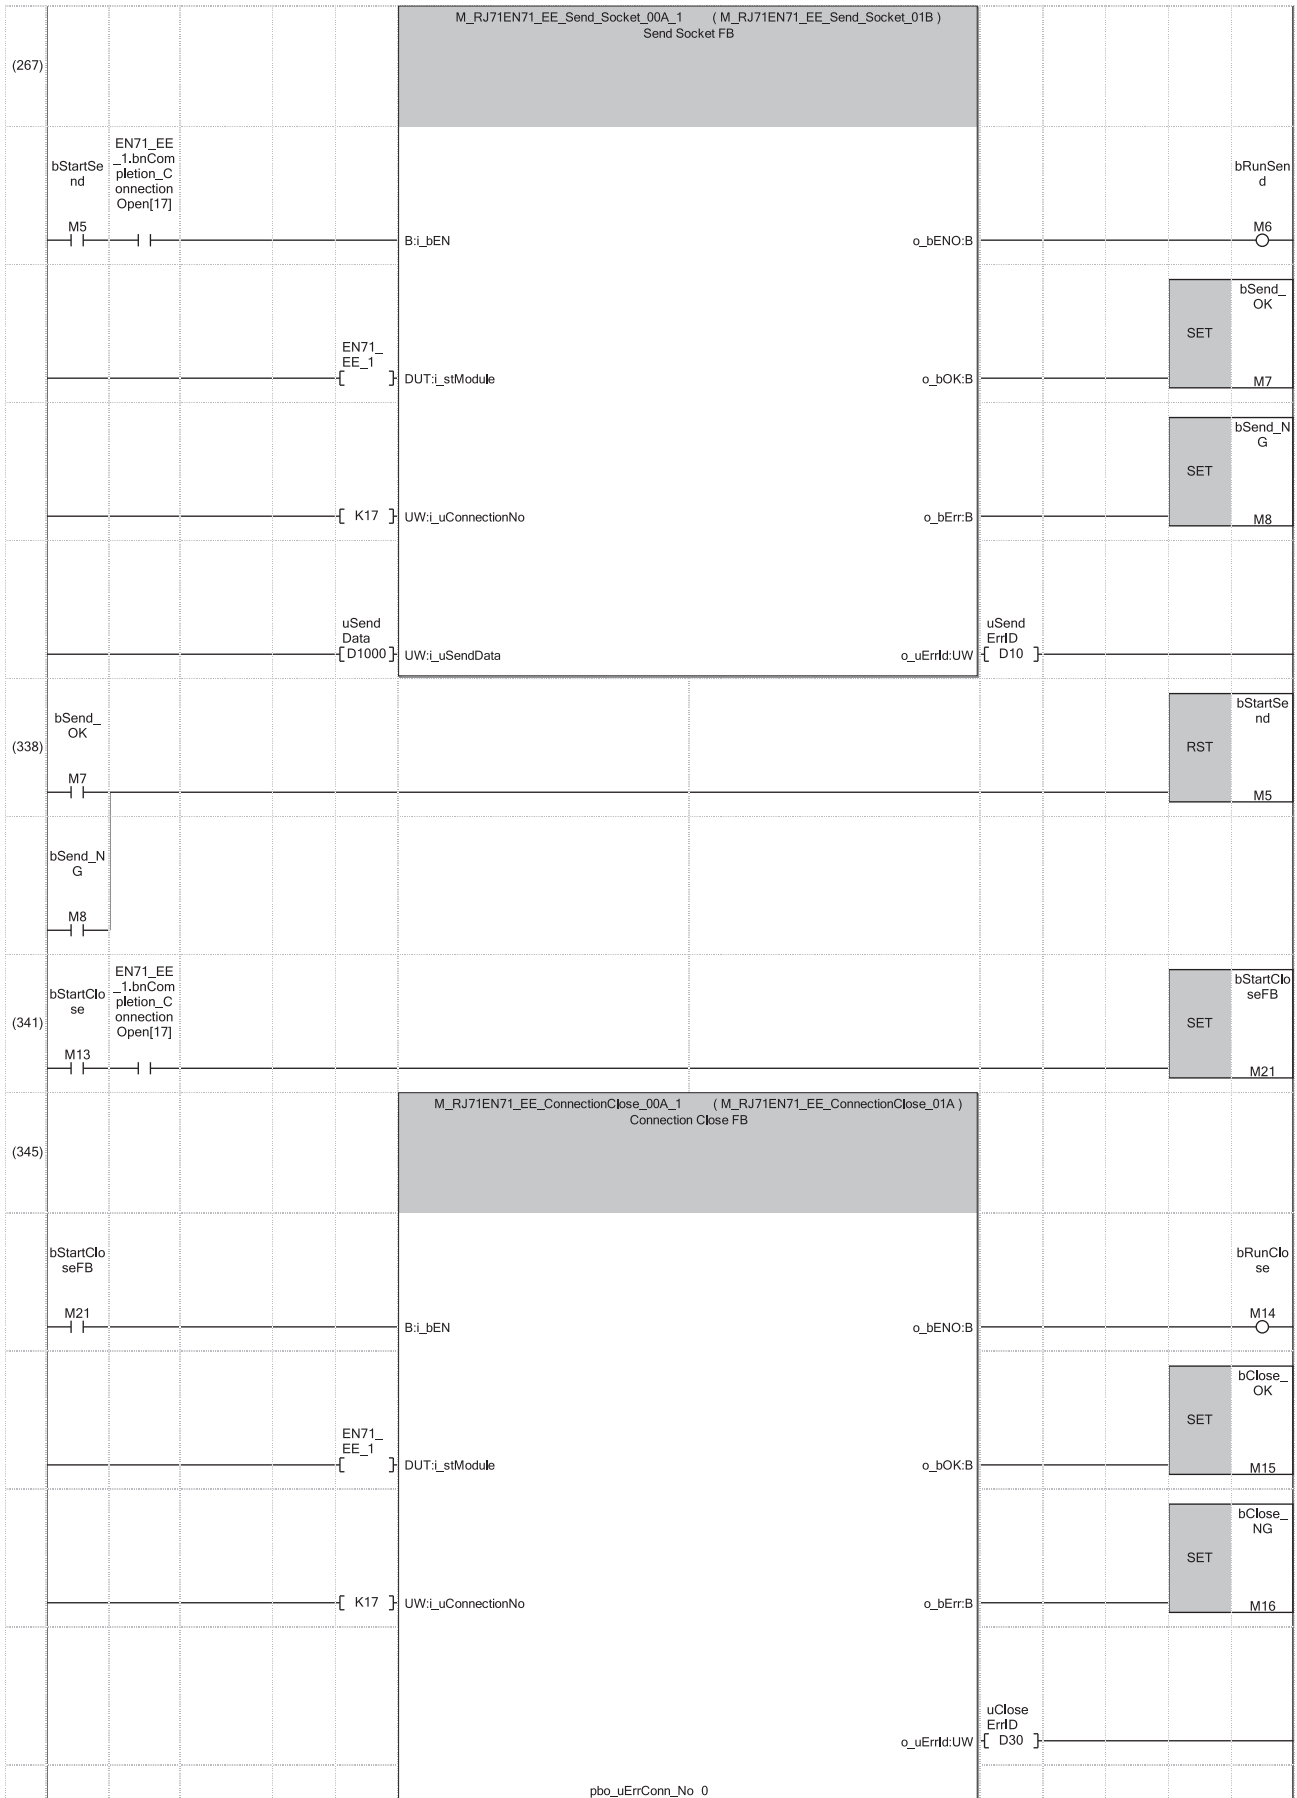 M_RJ71EN71_EE_Send_Socket_00A_1 ( M_RJ71EN71_EE_Send_Socket_01B )
Send Socket FB
(267)
bStartSe
nd
M5
EN71_EE
_1.bnCom
pletion_C
onnection
Open[17]
B:i_bEN
o_bENO:B
bRunSen
d
M6
EN71_
EE_1
DUT:i_stModule
o_bOK:B
SET
bSend_
OK
M7
K17
UW:i_uConnectionNo
o_bErr:B
SET
bSend_N
G
M8
uSend
Data
D1000
UW:i_uSendData
o_uErrId:UW
uSend
ErrID
D10
(338)
bSend_
OK
M7
RST
bStartSe
nd
M5
bSend_N
G
M8
(341)
bStartClo
se
M13
EN71_EE
_1.bnCom
pletion_C
onnection
Open[17]
SET
bStartClo
seFB
M21
M_RJ71EN71_EE_ConnectionClose_00A_1 ( M_RJ71EN71_EE_ConnectionClose_01A )
Connection Close FB
(345)
bStartClo
seFB
M21
B:i_bEN
o_bENO:B
bRunClo
se
M14
EN71_
EE_1
DUT:i_stModule
o_bOK:B
SET
bClose_
OK
M15
K17
UW:i_uConnectionNo
o_bErr:B
SET
bClose_
NG
M16
o_uErrId:UW
uClose
ErrID
D30
pbo_uErrConn_No 0